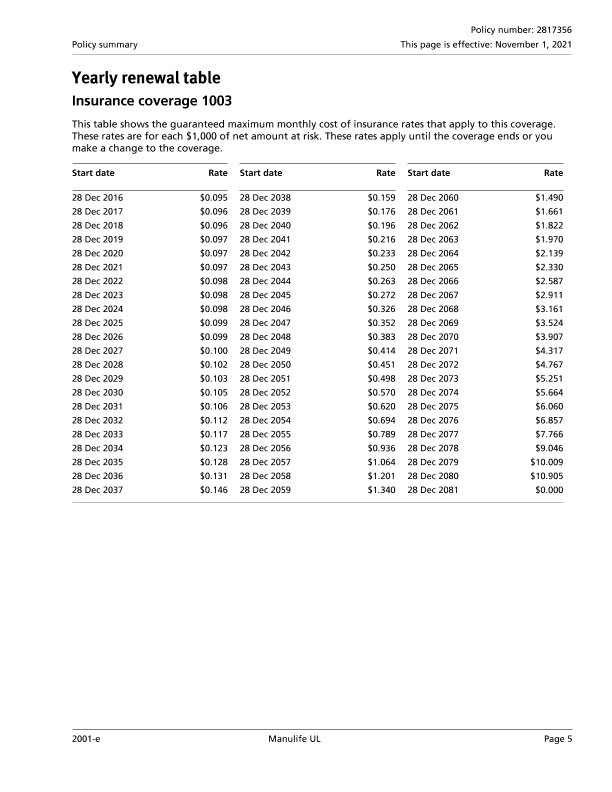 Policy number: 2817356
Policy summary This page is effective: November 1, 2021
Yearly renewal table
Insurance coverage 1003
This table shows the guaranteed maximum monthly cost of insurance rates that apply to this coverage.
These rates are for each $1,000 of net amount at risk. These rates apply until the coverage ends or you
make a change to the coverage.
Start date Rate Start date Rate Start date Rate
28 Dec 2016 $0.095 28 Dec 2038 $0.159 28 Dec 2060 $1.490
28 Dec 2017 $0.096 28 Dec 2039 $0.176 28 Dec 2061 $1.661
28 Dec 2018 $0.096 28 Dec 2040 $0.196 28 Dec 2062 $1.822
28 Dec 2019 $0.097 28 Dec 2041 $0.216 28 Dec 2063 $1.970
28 Dec 2020 $0.097 28 Dec 2042 $0.233 28 Dec 2064 $2.139
28 Dec 2021 $0.097 28 Dec 2043 $0.250 28 Dec 2065 $2.330
28 Dec 2022 $0.098 28 Dec 2044 $0.263 28 Dec 2066 $2.587
28 Dec 2023 $0.098 28 Dec 2045 $0.272 28 Dec 2067 $2.911
28 Dec 2024 $0.098 28 Dec 2046 $0.326 28 Dec 2068 $3.161
28 Dec 2025 $0.099 28 Dec 2047 $0.352 28 Dec 2069 $3.524
28 Dec 2026 $0.099 28 Dec 2048 $0.383 28 Dec 2070 $3.907
28 Dec 2027 $0.100 28 Dec 2049 $0.414 28 Dec 2071 $4.317
28 Dec 2028 $0.102 28 Dec 2050 $0.451 28 Dec 2072 $4.767
28 Dec 2029 $0.103 28 Dec 2051 $0.498 28 Dec 2073 $5.251
28 Dec 2030 $0.105 28 Dec 2052 $0.570 28 Dec 2074 $5.664
28 Dec 2031 $0.106 28 Dec 2053 $0.620 28 Dec 2075 $6.060
28 Dec 2032 $0.112 28 Dec 2054 $0.694 28 Dec 2076 $6.857
28 Dec 2033 $0.117 28 Dec 2055 $0.789 28 Dec 2077 $7.766
28 Dec 2034 $0.123 28 Dec 2056 $0.936 28 Dec 2078 $9.046
28 Dec 2035 $0.128 28 Dec 2057 $1.064 28 Dec 2079 $10.009
28 Dec 2036 $0.131 28 Dec 2058 $1.201 28 Dec 2080 $10.905
28 Dec 2037 $0.146 28 Dec 2059 $1.340 28 Dec 2081 $0.000
2001-e Manulife UL Page 5